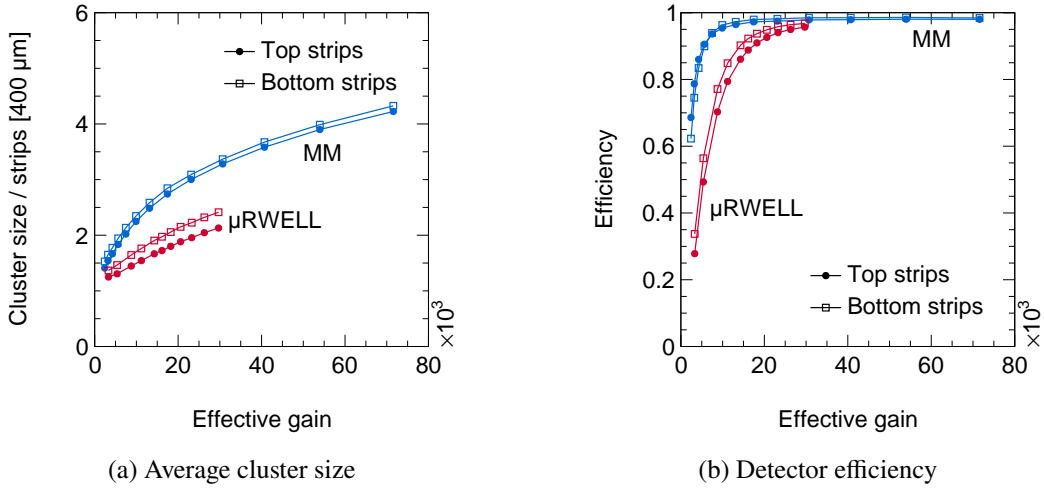 Cluster size / strips [400 μm]
6
4
2
0
Top strips
Bottom strips
MM
μRWELL
0
20
40
60
80
×10³
Effective gain
(a) Average cluster size
Efficiency
1
0.8
0.6
0.4
0.2
0
MM
μRWELL
Top strips
Bottom strips
0
20
40
60
80
×10³
Effective gain
(b) Detector efficiency